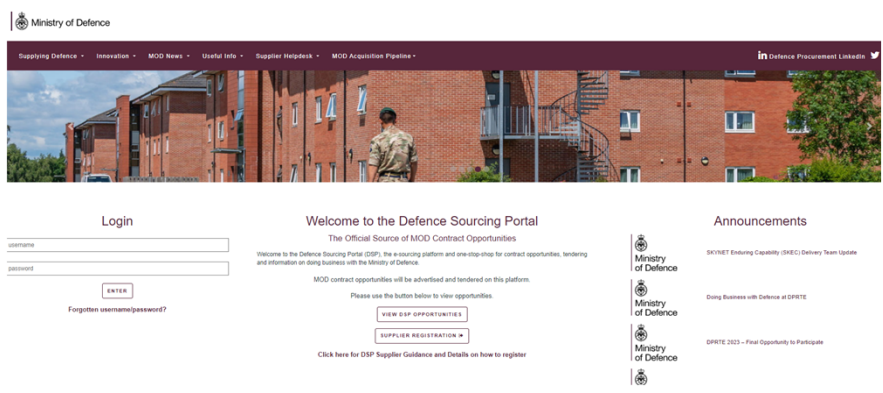 Ministry of Defence
Supplying Defence
Innovation
MOD News
Useful Info
Supplier Helpdesk
MOD Acquisition Pipeline
in Defence Procurement LinkedIn
Login
username
password
ENTER
Forgotten username/password?
Welcome to the Defence Sourcing Portal
The Official Source of MOD Contract Opportunities
Welcome to the Defence Sourcing Portal (DSP), the e-sourcing platform and one-stop-shop for contract opportunities, tendering
and information on doing business with the Ministry of Defence.
MOD contract opportunities will be advertised and tendered on this platform
Please use the button below to view opportunities.
VIEW DSP OPPORTUNITIES
SUPPLIER REGISTRATION
Click here for DSP Supplier Guidance and Details on how to register
Announcements
Ministry
of Defence
SKYNET Enduring Capability (SKEC) Delivery Team Update
Ministry
of Defence
Doing Business with Defence at DPRTE
Ministry
of Defence
DPRTE 2023 – Final Opportunity to Participate